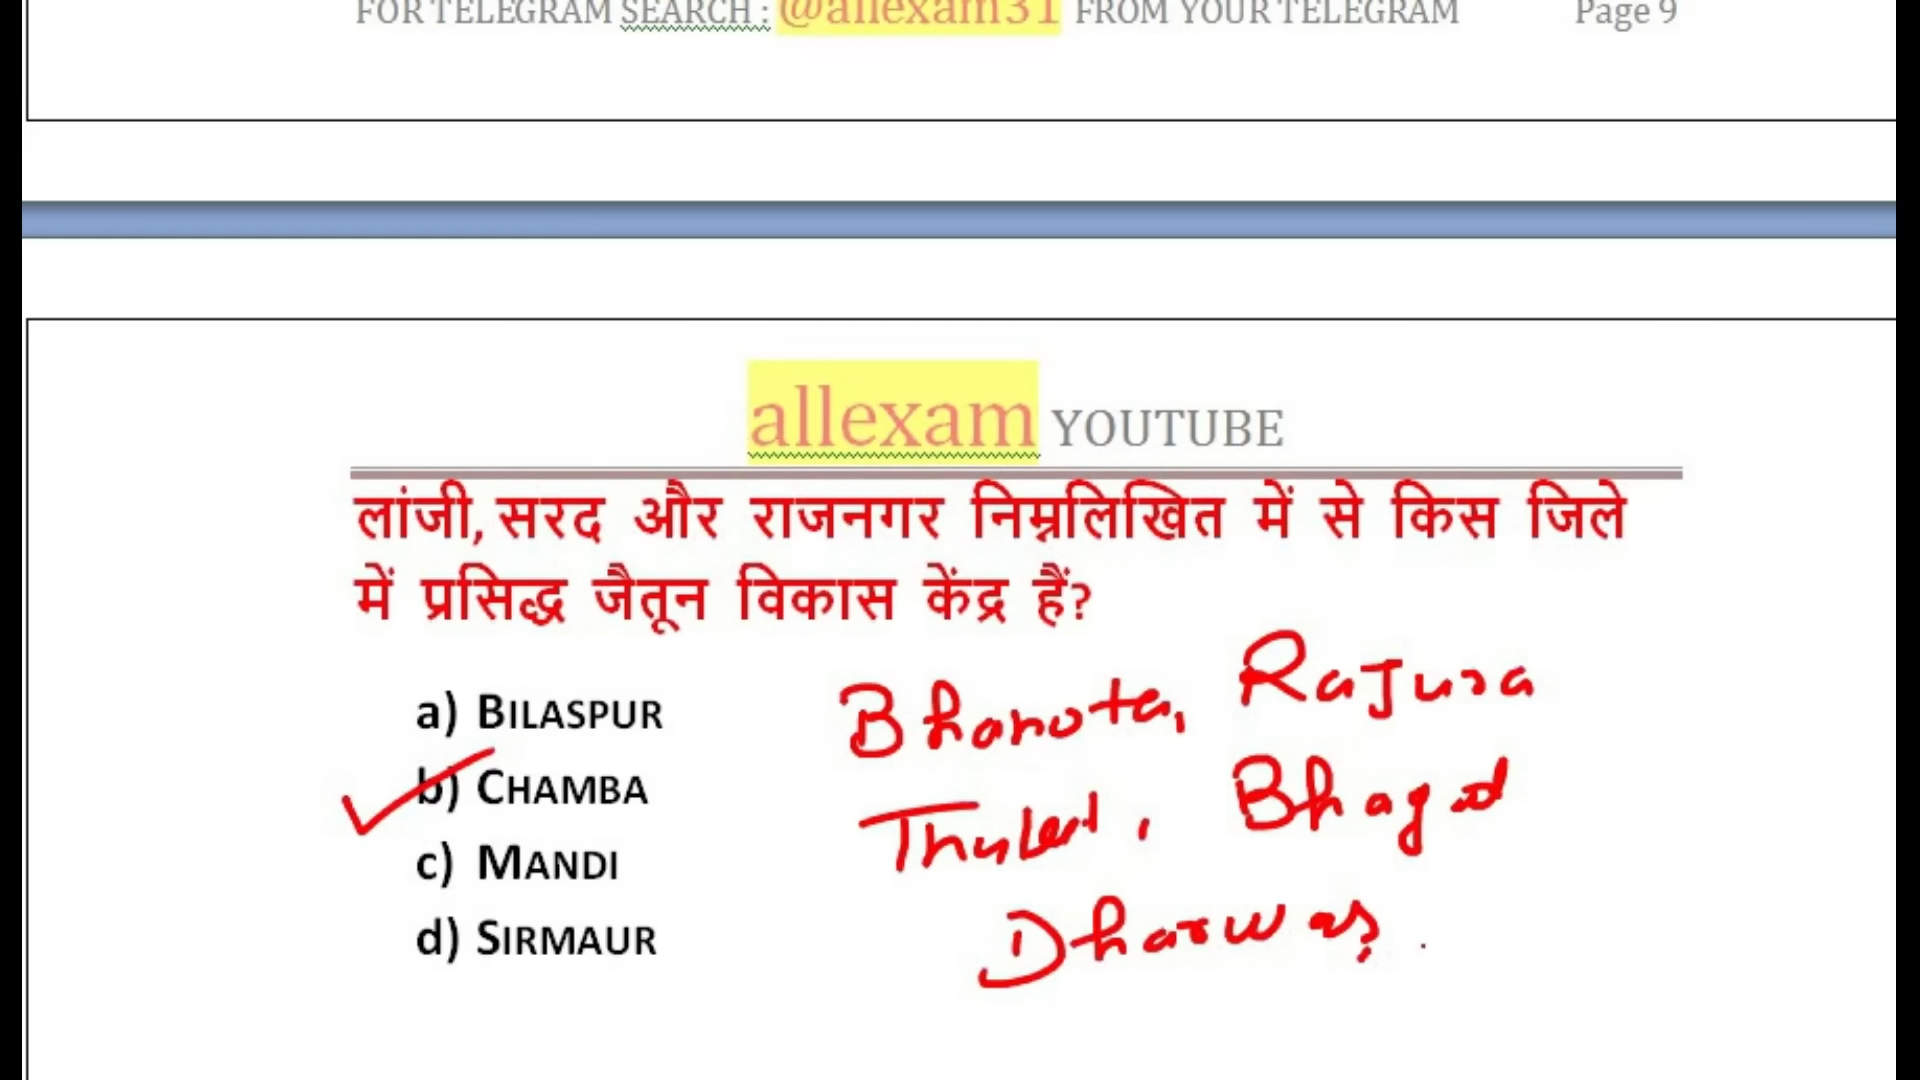 FOR TELEGRAM SEARCH : @allexam31 FROM YOUR TELEGRAM Page 9
allexam YOUTUBE
लांजी, सरद और राजनगर निम्नलिखित में से किस जिले
में प्रसिद्ध जैतून विकास केंद्र हैं?
a) BILASPUR
b) CHAMBA
c) MANDI
d) SIRMAUR
Bhanota, Rajura
Bhagod
Dharwas